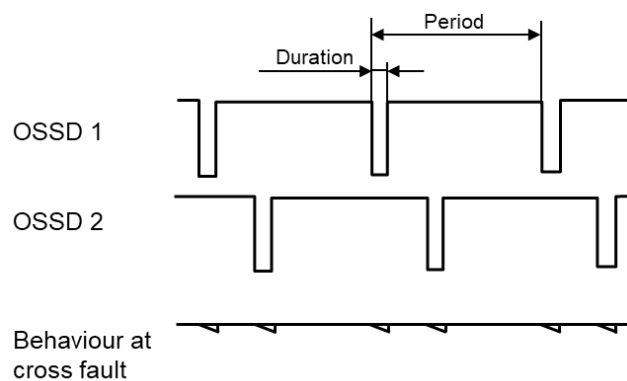 Period
Duration
OSSD 1
OSSD 2
Behaviour at
cross fault